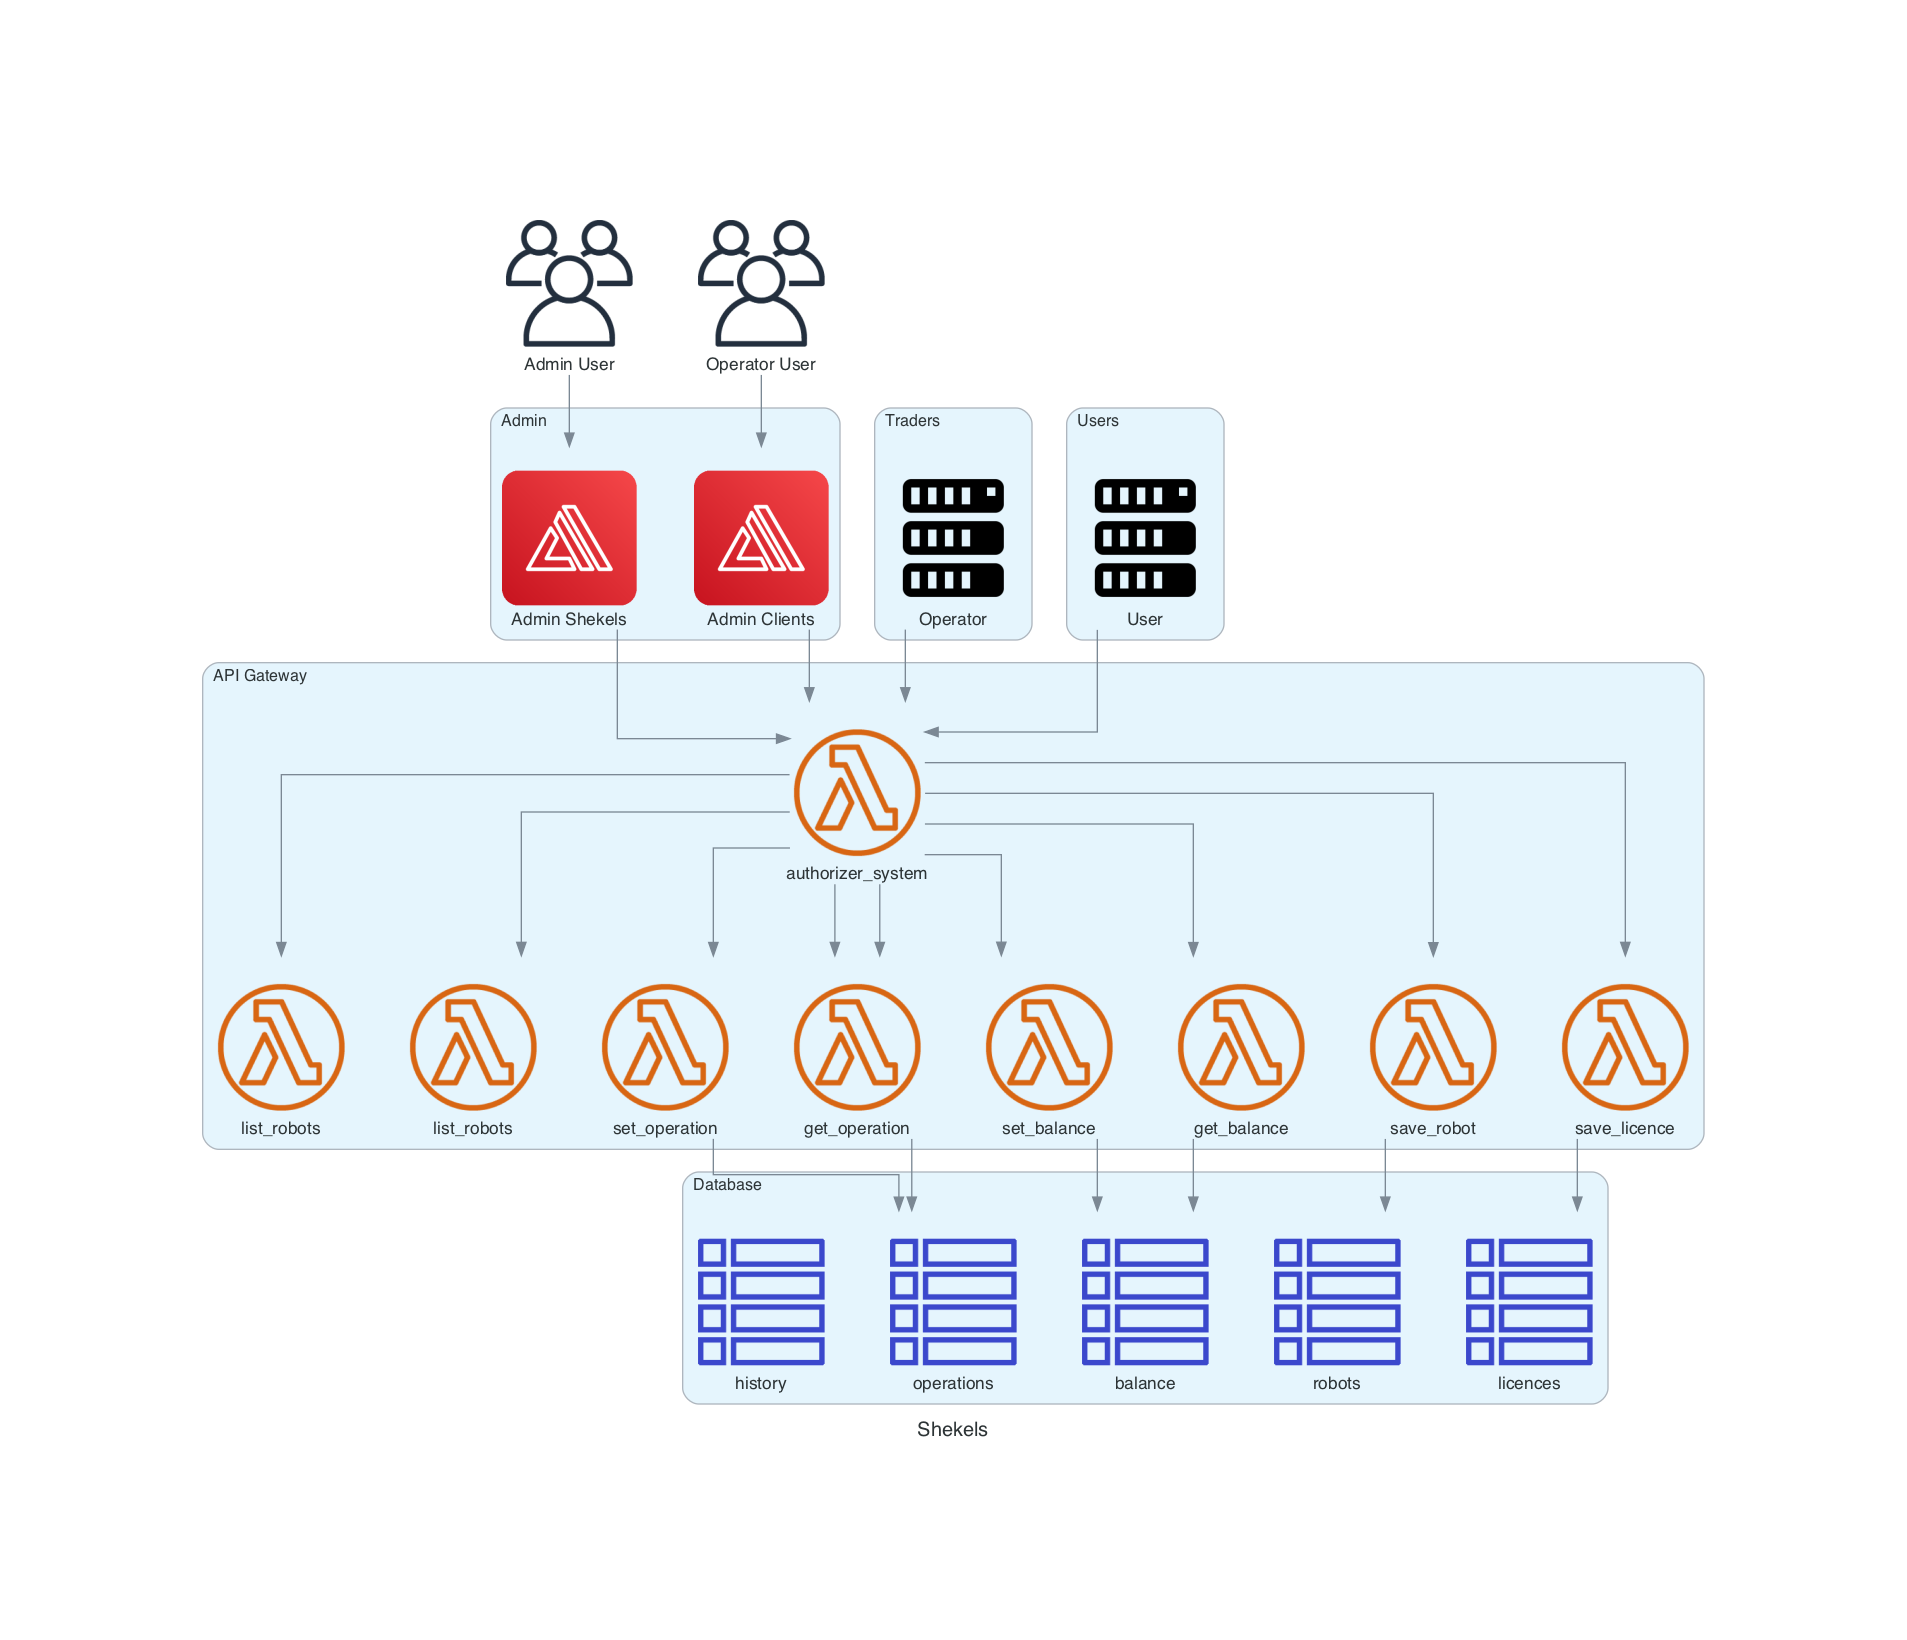 Admin User
Operator User
Admin
Traders
Users
Admin Shekels
Admin Clients
Operator
User
API Gateway
authorizer_system
list_robots
list_robots
set_operation
get_operation
set_balance
get_balance
save_robot
save_licence
Database
history
operations
balance
robots
licences
Shekels